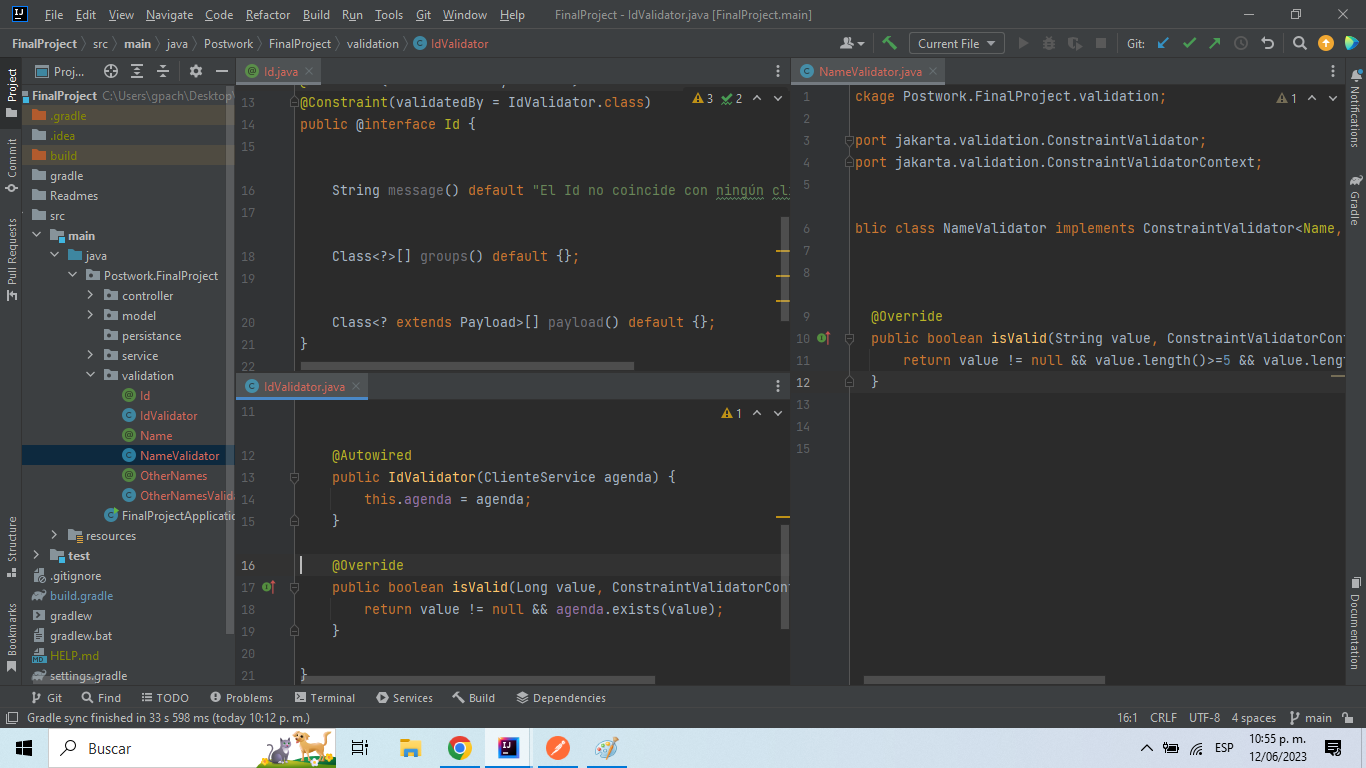 File Edit View Navigate Code Refactor Build Run Tools Git Window Help FinalProject - IdValidator.java [FinalProject.main]
FinalProject src main java Postwork FinalProject validation IdValidator Current File Git:
Project
Commit
Pull Requests
Structure
Bookmarks
Proj...
FinalProject C:\Users\gpach\Desktop\
.gradle
.idea
build
gradle
Readmes
src
main
java
Postwork.FinalProject
controller
model
persistance
service
validation
Id
IdValidator
Name
NameValidator
OtherNames
OtherNamesValid
FinalProjectApplicatio
resources
test
.gitignore
build.gradle
gradlew
gradlew.bat
HELP.md
settings.gradle
Id.java
3 2
13 @Constraint(validatedBy = IdValidator.class)
14 public @interface Id {
15
16 String message() default "El Id no coincide con ningún cli
17
18 Class<?>[] groups() default {};
19
20 Class<? extends Payload>[] payload() default {};
21 }
22
IdValidator.java
1
11
12 @Autowired
13 public IdValidator(ClienteService agenda) {
14 this.agenda = agenda;
15 }
16 @Override
17 public boolean isValid(Long value, ConstraintValidatorCon
18 return value != null && agenda.exists(value);
19 }
20
21 }
NameValidator.java
1
1 ckage Postwork.FinalProject.validation;
2
3 port jakarta.validation.ConstraintValidator;
4 port jakarta.validation.ConstraintValidatorContext;
5
6 blic class NameValidator implements ConstraintValidator<Name,
7
8
9 @Override
10 public boolean isValid(String value, ConstraintValidatorCon
11 return value != null && value.length()>=5 && value.leng
12 }
13
14
15
Notifications
Gradle
Documentation
Git Find TODO Problems Terminal Services Build Dependencies
Gradle sync finished in 33 s 598 ms (today 10:12 p. m.) 16:1 CRLF UTF-8 4 spaces main
Buscar ESP 10:55 p. m.
12/06/2023